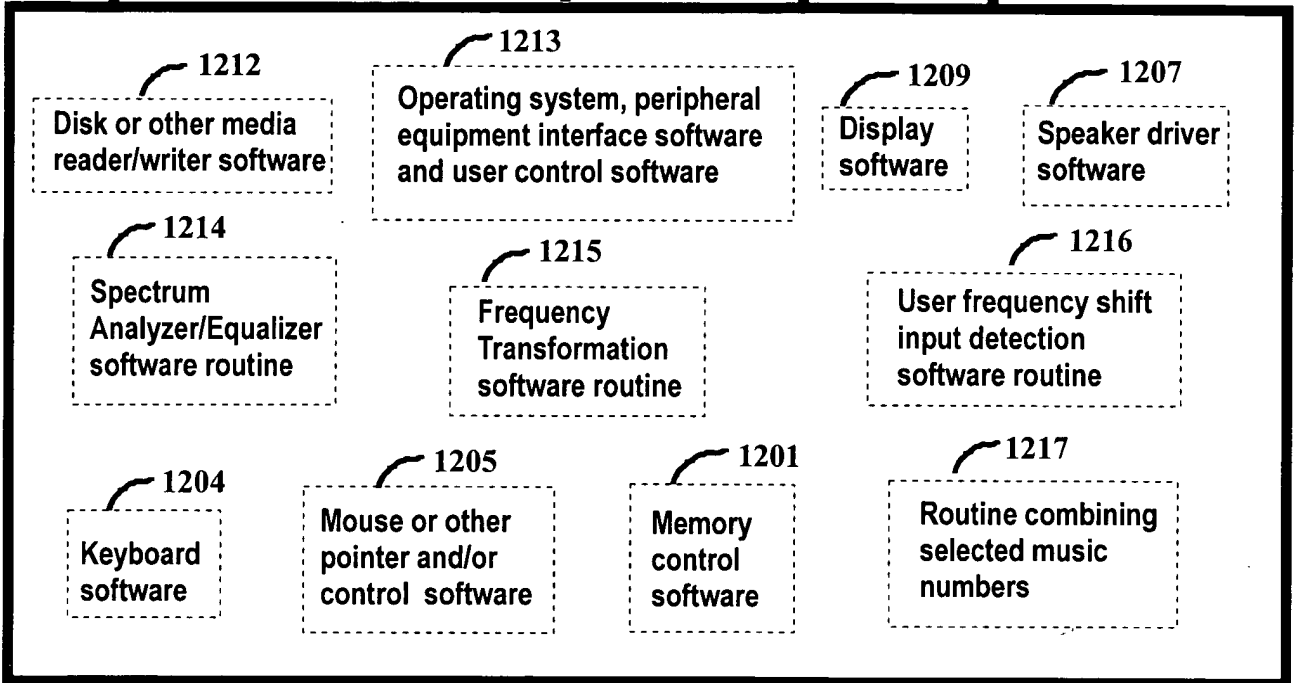 1212
Disk or other media
reader/writer software
1213
Operating system, peripheral
equipment interface software
and user control software
1209
Display
software
1207
Speaker driver
software
1214
Spectrum
Analyzer/Equalizer
software routine
1215
Frequency
Transformation
software routine
1216
User frequency shift
input detection
software routine
1204
Keyboard
software
1205
Mouse or other
pointer and/or
control software
1201
Memory
control
software
1217
Routine combining
selected music
numbers